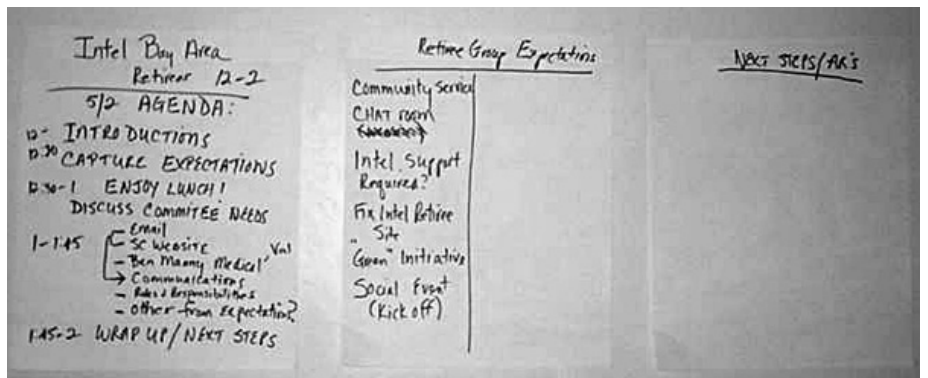 Intel Bay Area
Retiree 12-2
5/2 AGENDA:
12- INTRODUCTIONS
12:30 CAPTURE EXPECTATIONS
12:30-1 ENJOY LUNCH!
DISCUSS COMMITEE NEEDS
1-1:45
Email
SC Website
- Ben Manny Medical,
Communications
- Roles & Responsibilities
- Other from expectation?
1:45-2 WRAP UP/NEXT STEPS
Retiree Group Expectations
Community Service
CHAT room
Intel Support
Required?
Fix Intel Retiree
Site
"Green" Initiative
Social Event
(Kick off)
NEXT STEPS/AR's